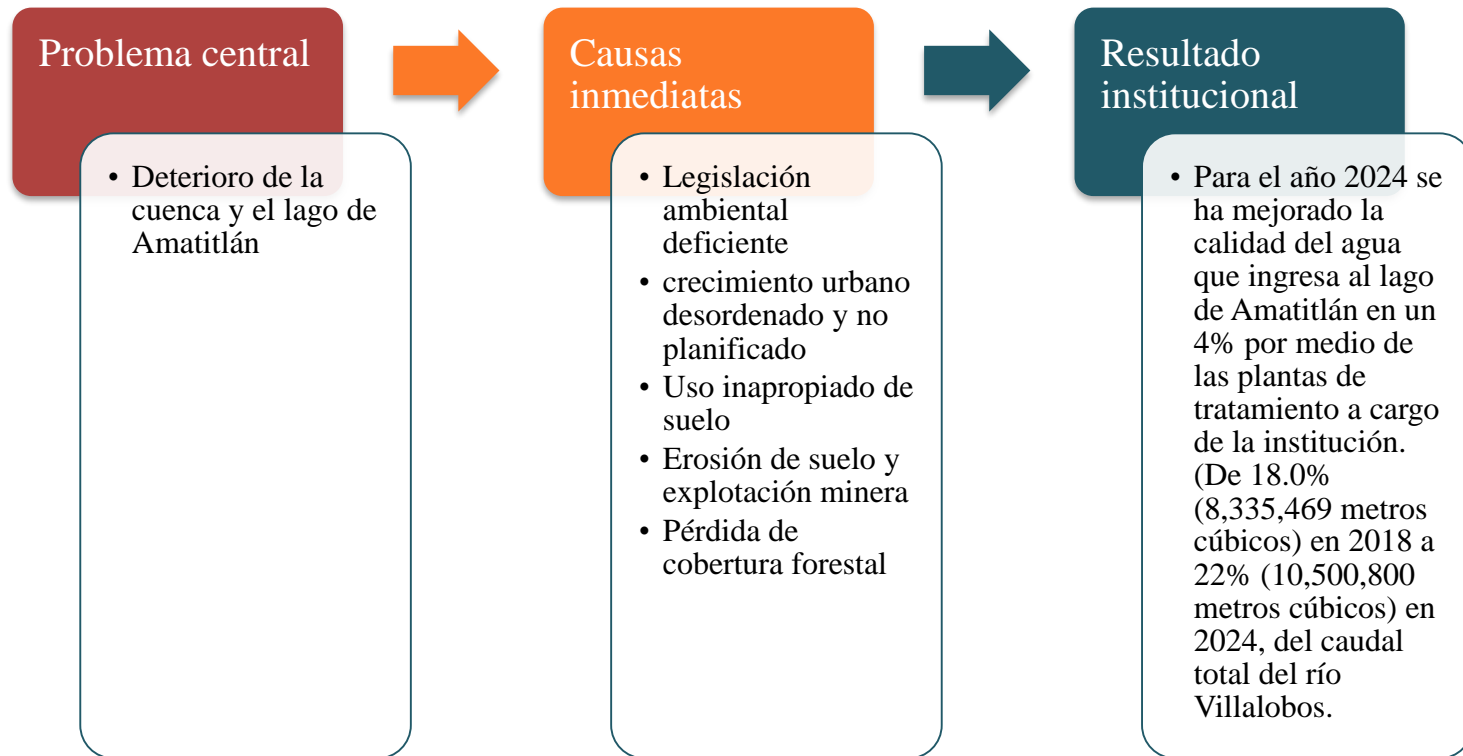 Problema central
• Deterioro de la
cuenca y el lago de
Amatitlán
Causas
inmediatas
• Legislación
ambiental
deficiente
• crecimiento urbano
desordenado y no
planificado
• Uso inapropiado de
suelo
• Erosión de suelo y
explotación minera
• Pérdida de
cobertura forestal
Resultado
institucional
• Para el año 2024 se
ha mejorado la
calidad del agua
que ingresa al lago
de Amatitlán en un
4% por medio de
las plantas de
tratamiento a cargo
de la institución.
(De 18.0%
(8,335,469 metros
cúbicos) en 2018 a
22% (10,500,800
metros cúbicos) en
2024, del caudal
total del río
Villalobos.